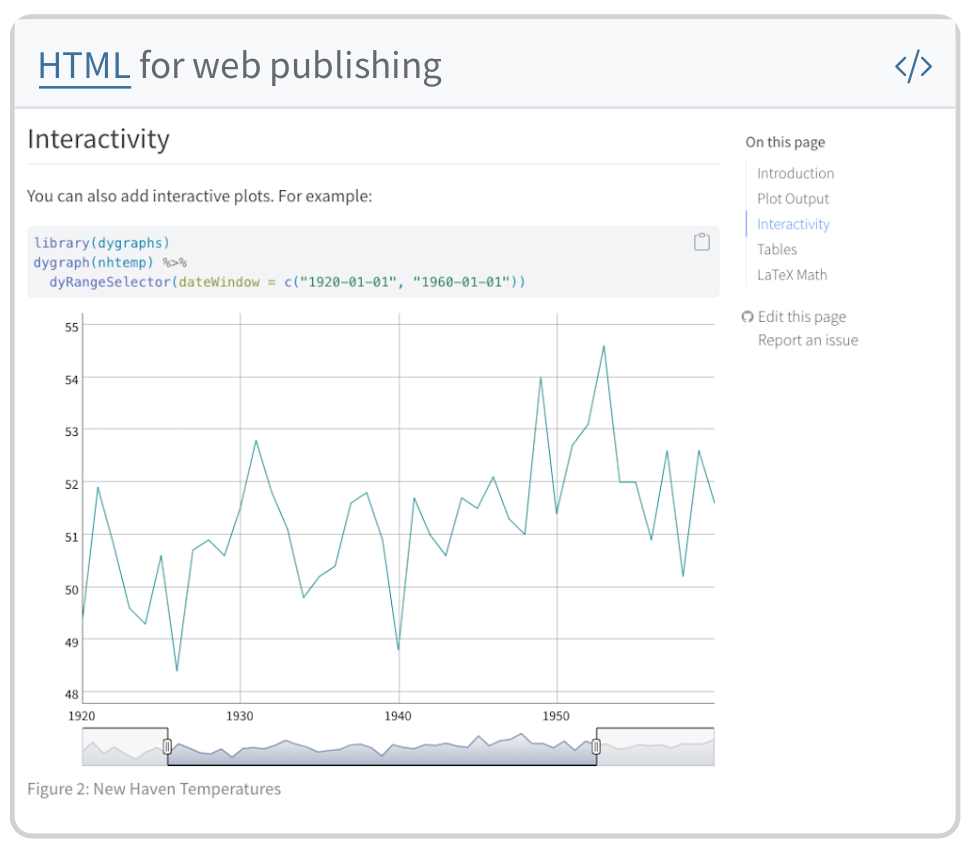 HTML for web publishing
</>
Interactivity
You can also add interactive plots. For example:
library(dygraphs)
dygraph(nhtemp) %>%
  dyRangeSelector(dateWindow = c("1920-01-01", "1960-01-01"))
55
54
53
52
51
50
49
48
1920 1930 1940 1950
Figure 2: New Haven Temperatures
On this page
Introduction
Plot Output
Interactivity
Tables
LaTeX Math
Edit this page
Report an issue